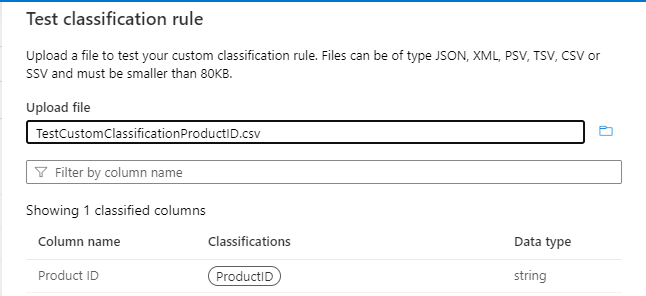 Test classification rule
Upload a file to test your custom classification rule. Files can be of type JSON, XML, PSV, TSV, CSV or
SSV and must be smaller than 80KB.
Upload file
TestCustomClassificationProductID.csv
Filter by column name
Showing 1 classified columns
Column name Classifications Data type
Product ID ProductID string